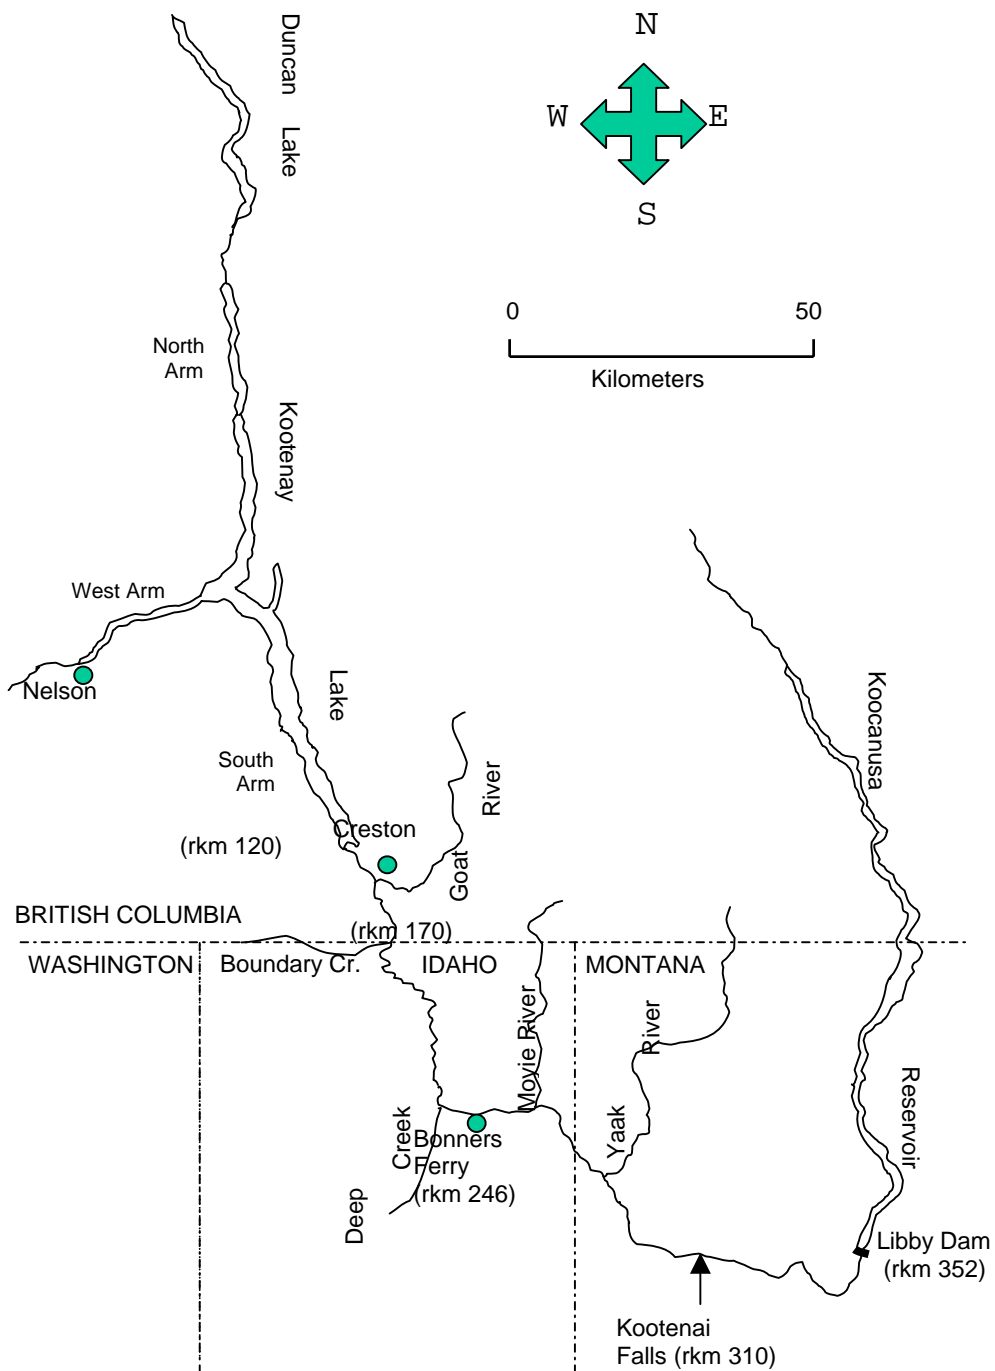 Duncan Lake
N
W E
S
0 50
Kilometers
North
Arm
Kootenay
West Arm
Nelson
Lake
South
Arm
Koocanusa
Creston
(rkm 120)
Goat River
BRITISH COLUMBIA
(rkm 170)
WASHINGTON
Boundary Cr.
IDAHO
MONTANA
Moyie River
Yaak River
Reservoir
Deep Creek
Bonners
Ferry
(rkm 246)
Libby Dam
(rkm 352)
Kootenai
Falls (rkm 310)